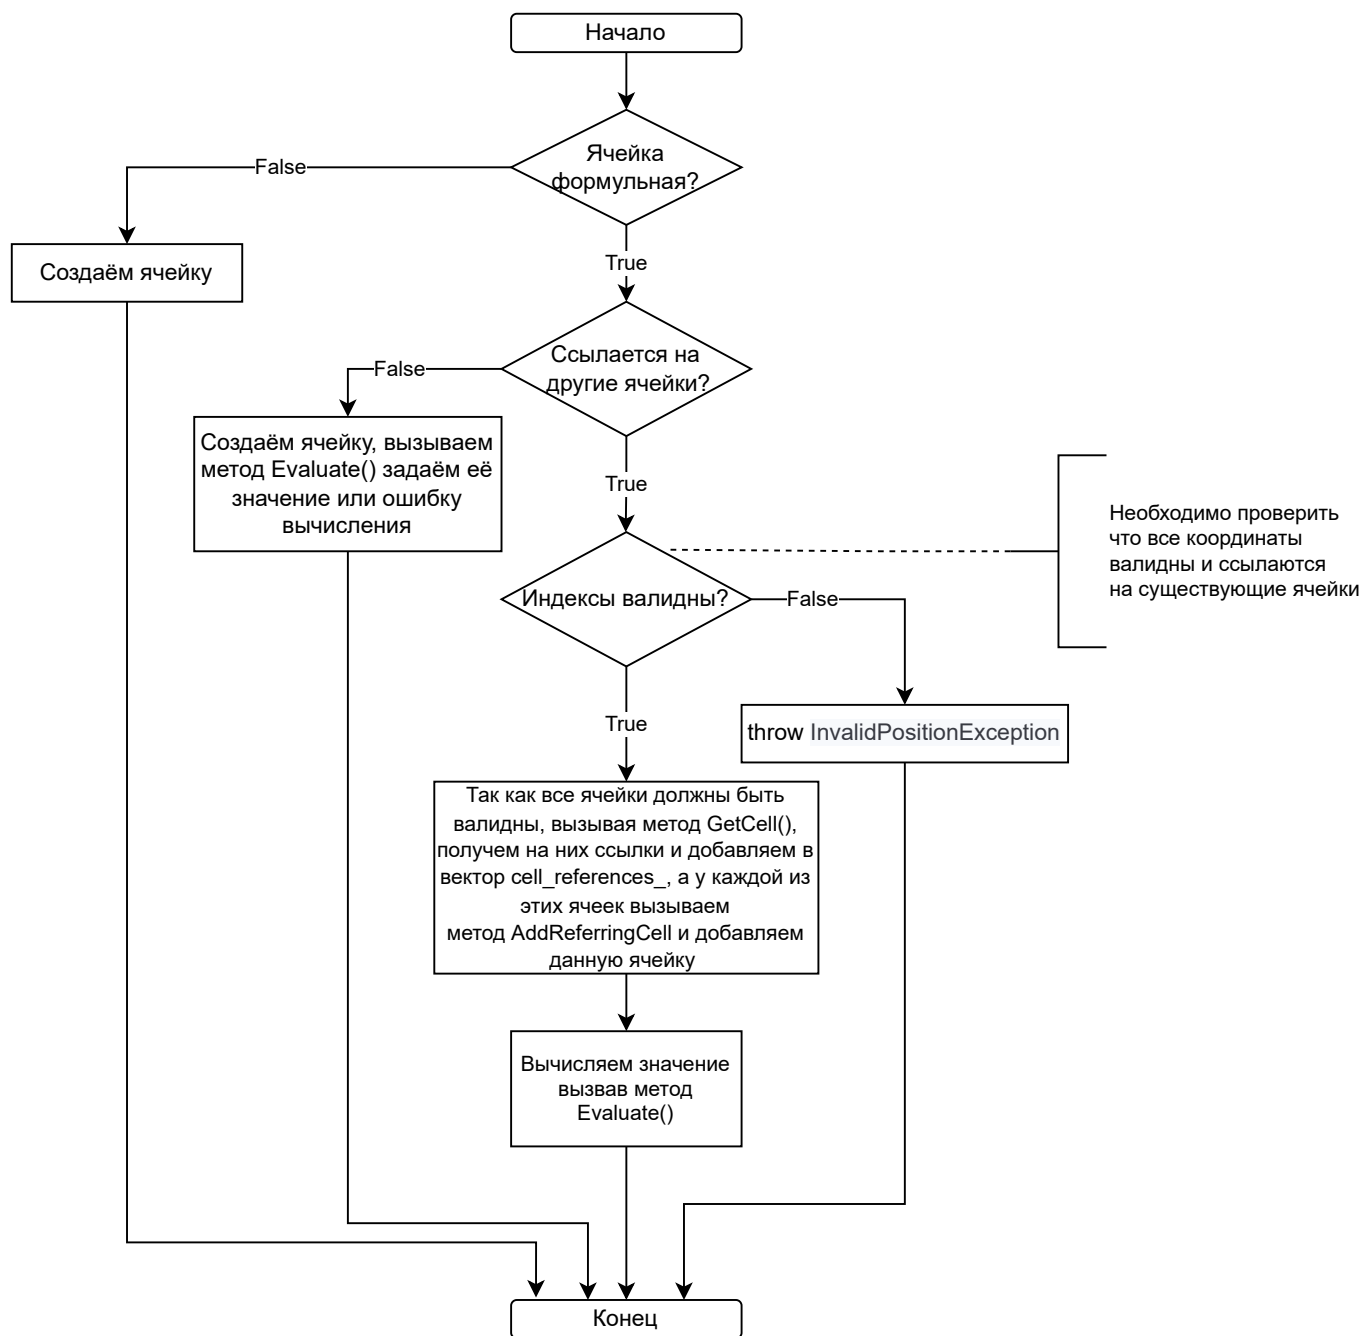 Начало
Ячейка
формульная?
False
True
Создаём ячейку
Ссылается на
другие ячейки?
False
True
Создаём ячейку, вызываем
метод Evaluate() задаём её
значение или ошибку
вычисления
Необходимо проверить
что все координаты
валидны и ссылаются
на существующие ячейки
Индексы валидны?
False
True
throw InvalidPositionException
Так как все ячейки должны быть
валидны, вызывая метод GetCell(),
получем на них ссылки и добавляем в
вектор cell_references_, а у каждой из
этих ячеек вызываем
метод AddReferringCell и добавляем
данную ячейку
Вычисляем значение
вызвав метод
Evaluate()
Конец